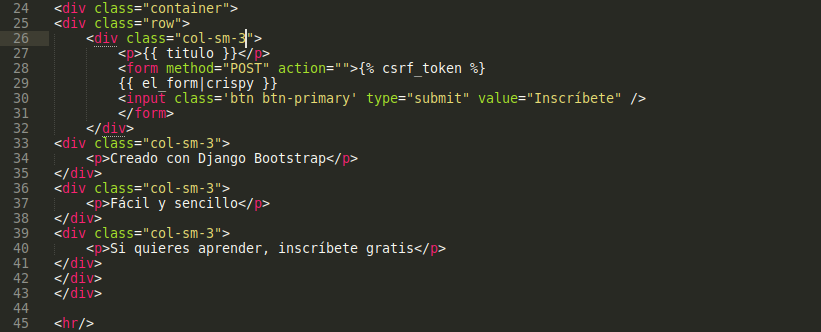 24 <div class="container">
25 <div class="row">
26 <div class="col-sm-3">
27 <p>{{ titulo }}</p>
28 <form method="POST" action="">{% csrf_token %}
29 {{ el_form|crispy }}
30 <input class='btn btn-primary' type="submit" value="Inscríbete" />
31 </form>
32 </div>
33 <div class="col-sm-3">
34 <p>Creado con Django Bootstrap</p>
35 </div>
36 <div class="col-sm-3">
37 <p>Fácil y sencillo</p>
38 </div>
39 <div class="col-sm-3">
40 <p>Si quieres aprender, inscríbete gratis</p>
41 </div>
42 </div>
43 </div>
44
45 <hr/>